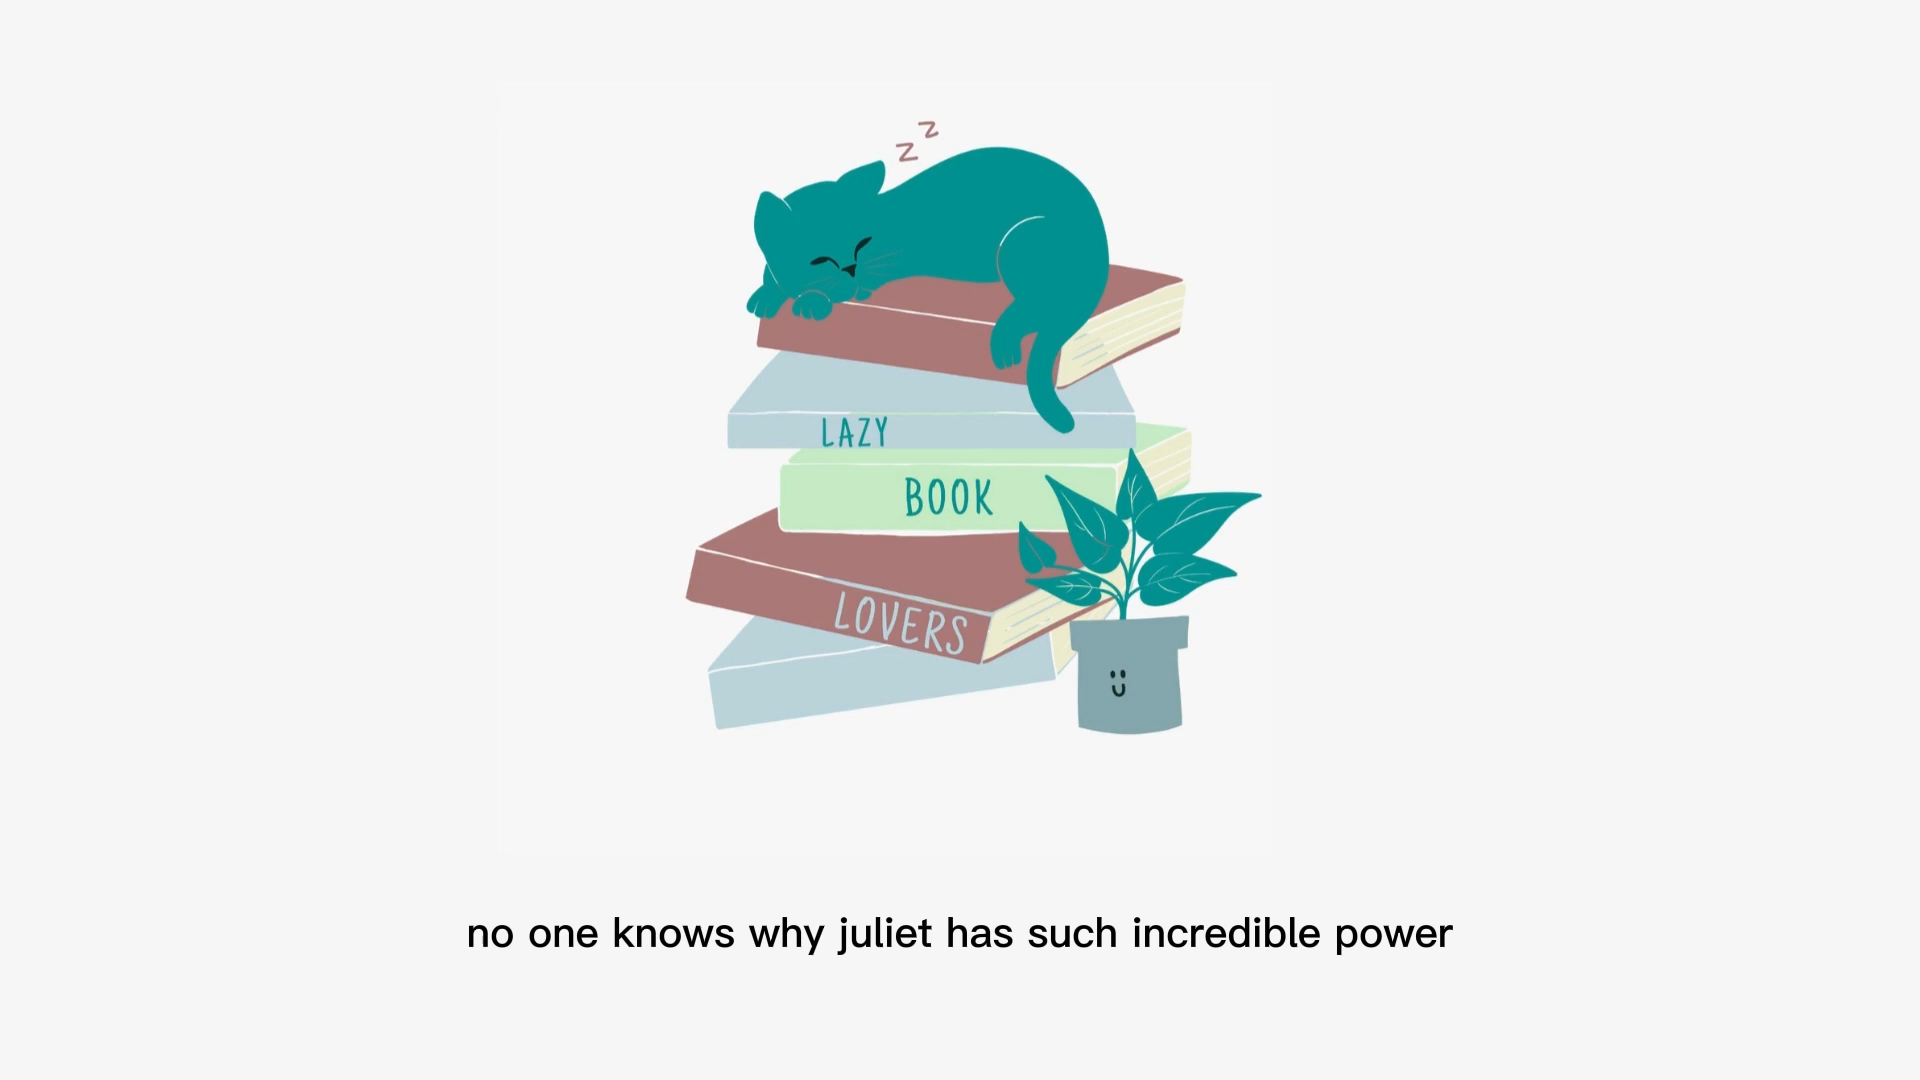 z
z
LAZY
BOOK
LOVERS
no one knows why juliet has such incredible power